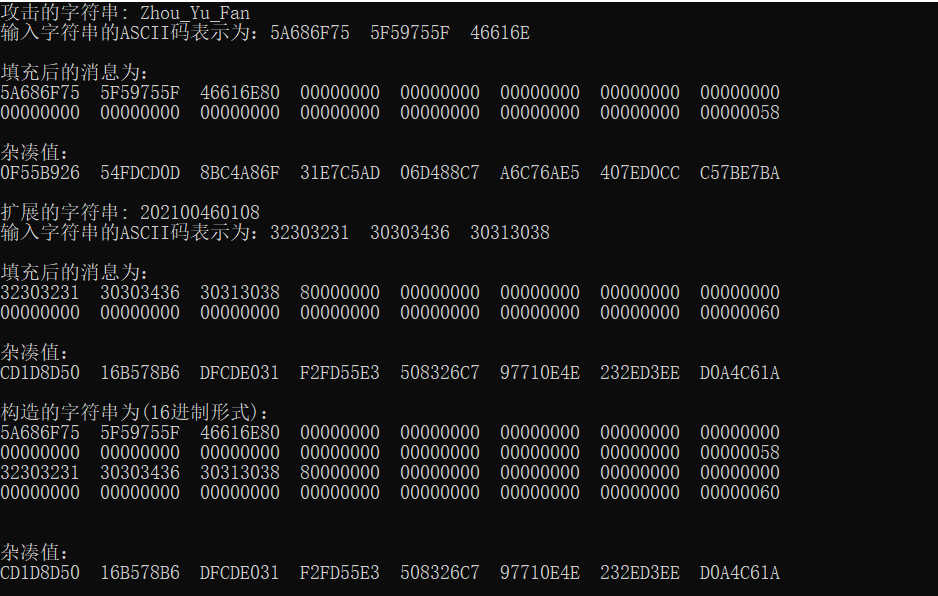 攻击的字符串: Zhou_Yu_Fan
输入字符串的ASCII码表示为：5A686F75  5F59755F  46616E
填充后的消息为：
5A686F75  5F59755F  46616E80  00000000  00000000  00000000  00000000  00000000
00000000  00000000  00000000  00000000  00000000  00000000  00000000  00000058
杂凑值：
0F55B926  54FDCD0D  8BC4A86F  31E7C5AD  06D488C7  A6C76AE5  407ED0CC  C57BE7BA
扩展的字符串: 202100460108
输入字符串的ASCII码表示为：32303231  30303436  30313038
填充后的消息为：
32303231  30303436  30313038  80000000  00000000  00000000  00000000  00000000
00000000  00000000  00000000  00000000  00000000  00000000  00000000  00000060
杂凑值：
CD1D8D50  16B578B6  DFCDE031  F2FD55E3  508326C7  97710E4E  232ED3EE  D0A4C61A
构造的字符串为(16进制形式)：
5A686F75  5F59755F  46616E80  00000000  00000000  00000000  00000000  00000000
00000000  00000000  00000000  00000000  00000000  00000000  00000000  00000058
32303231  30303436  30313038  80000000  00000000  00000000  00000000  00000000
00000000  00000000  00000000  00000000  00000000  00000000  00000000  00000060
杂凑值：
CD1D8D50  16B578B6  DFCDE031  F2FD55E3  508326C7  97710E4E  232ED3EE  D0A4C61A